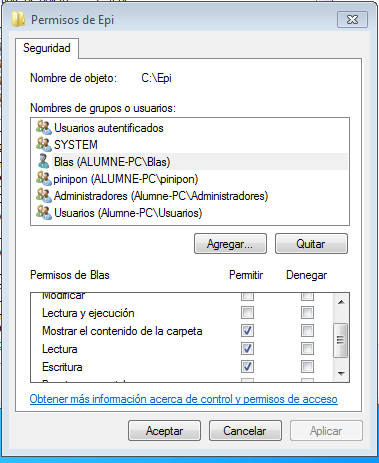 Permisos de Epi
Seguridad
Nombre de objeto: C:\Epi
Nombres de grupos o usuarios:
Usuarios autentificados
SYSTEM
Blas (ALUMNE-PC\Blas)
pinipon (ALUMNE-PC\pinipon)
Administradores (Alumne-PC\Administradores)
Usuarios (Alumne-PC\Usuarios)
Agregar... Quitar
Permisos de Blas Permitir Denegar
Modificar
Lectura y ejecución
Mostrar el contenido de la carpeta
Lectura
Escritura
Obtener más información acerca de control y permisos de acceso
Aceptar Cancelar Aplicar